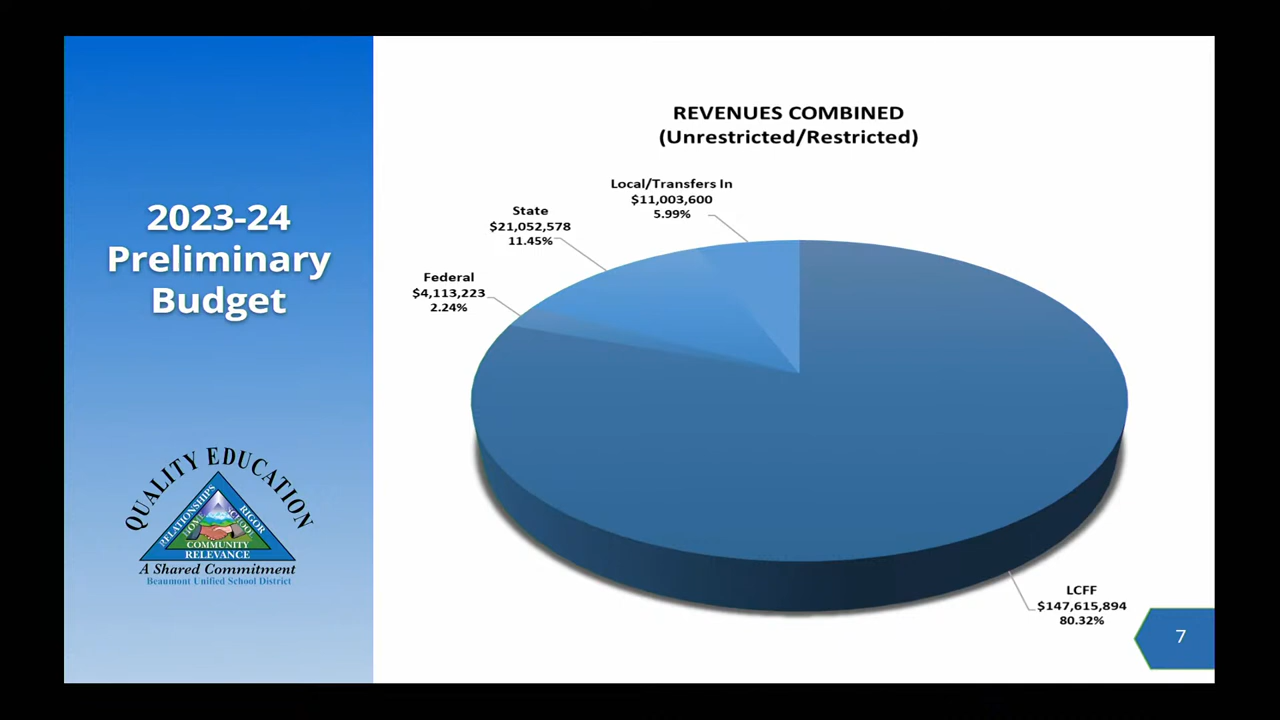 2023-24
Preliminary
Budget
QUALITY EDUCATION
RELATIONSHIPS
RIGOR
HOME
SCHOOL
COMMUNITY
RELEVANCE
A Shared Commitment
Beaumont Unified School District
REVENUES COMBINED
(Unrestricted/Restricted)
Local/Transfers In
$11,003,600
5.99%
State
$21,052,578
11.45%
Federal
$4,113,223
2.24%
LCFF
$147,615,894
80.32%
7